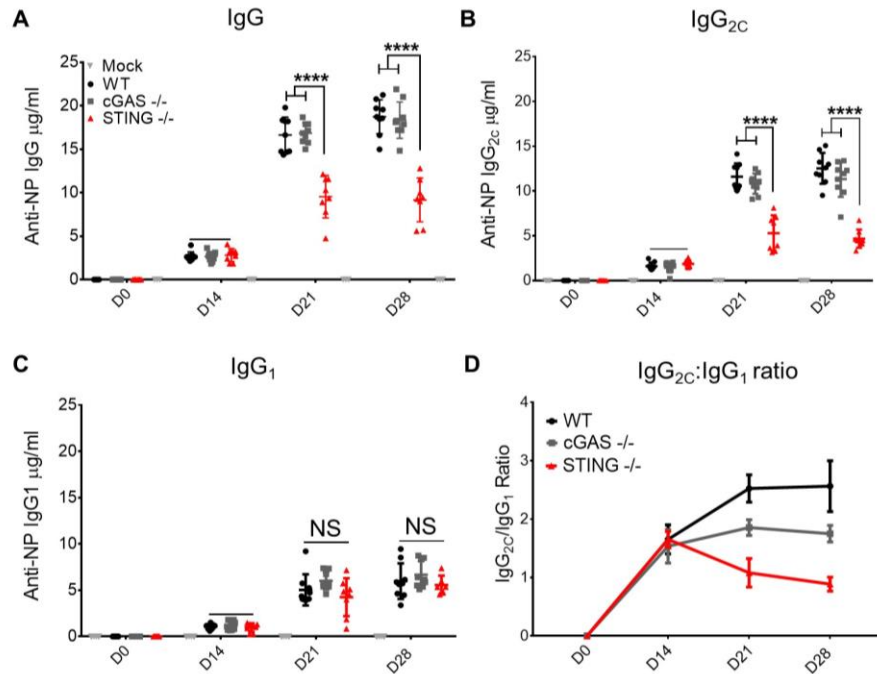 A
IgG
Anti-NP IgG µg/ml
25
20
15
10
5
0
Mock
WT
cGAS -/-
STING -/-
****
****
D0
D14
D21
D28
B
IgG2C
Anti-NP IgG2c µg/ml
25
20
15
10
5
0
****
****
D0
D14
D21
D28
C
IgG1
Anti-NP IgG1 µg/ml
25
20
15
10
5
0
NS
NS
D0
D14
D21
D28
D
IgG2C:IgG1 ratio
IgG2C/IgG1 Ratio
4
3
2
1
0
WT
cGAS -/-
STING -/-
D0
D14
D21
D28